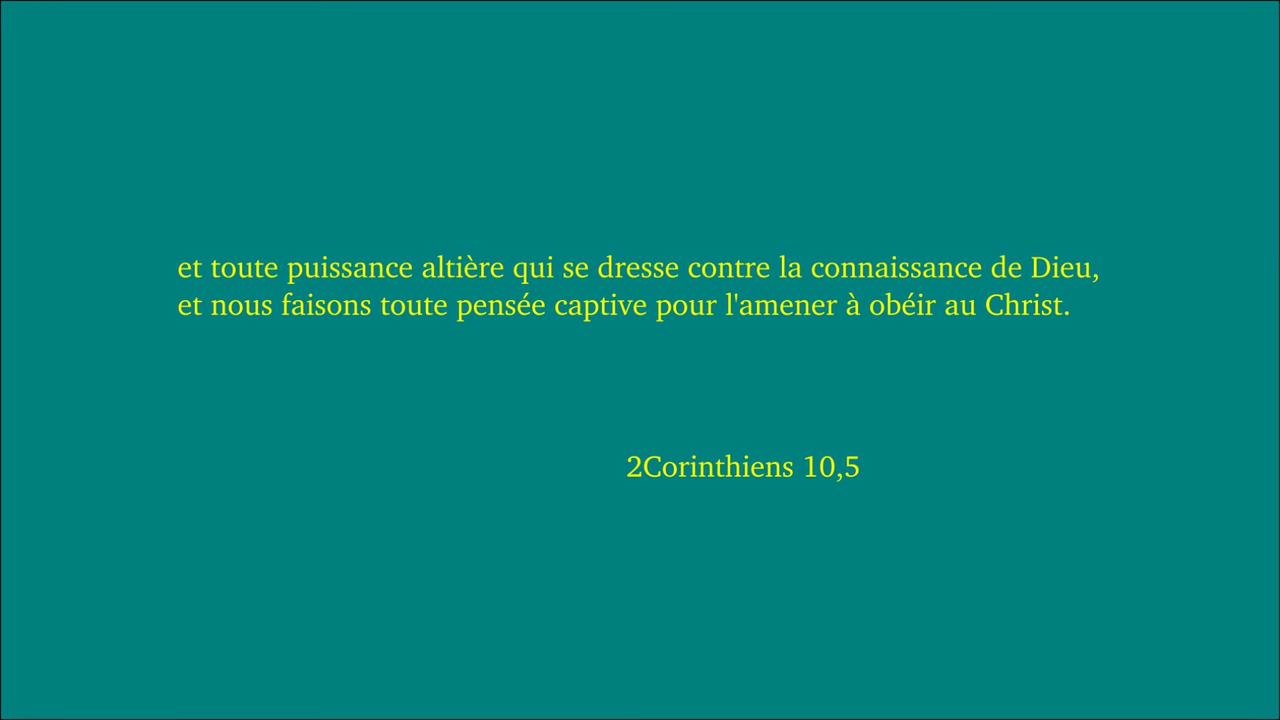 et toute puissance altière qui se dresse contre la connaissance de Dieu,
et nous faisons toute pensée captive pour l'amener à obéir au Christ.
2Corinthiens 10,5